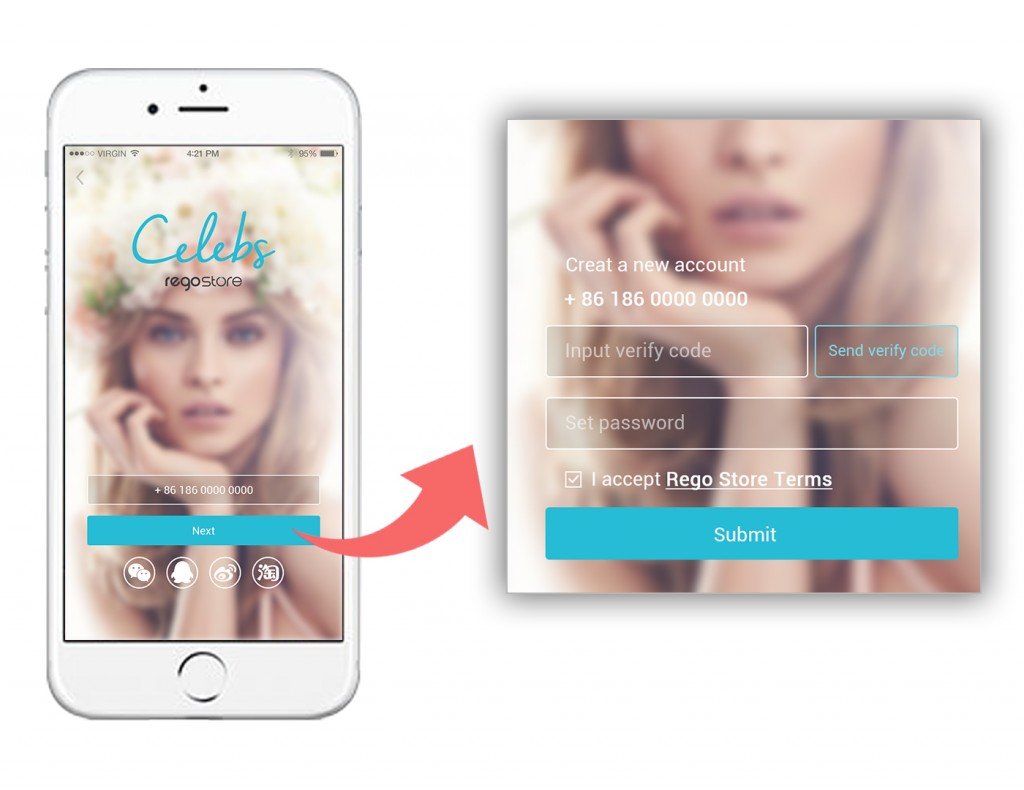 VIRGIN 4:21 PM 95%
Celebs
regostore
+ 86 186 0000 0000
Next
淘
Creat a new account
+ 86 186 0000 0000
Input verify code Send verify code
Set password
I accept Rego Store Terms
Submit